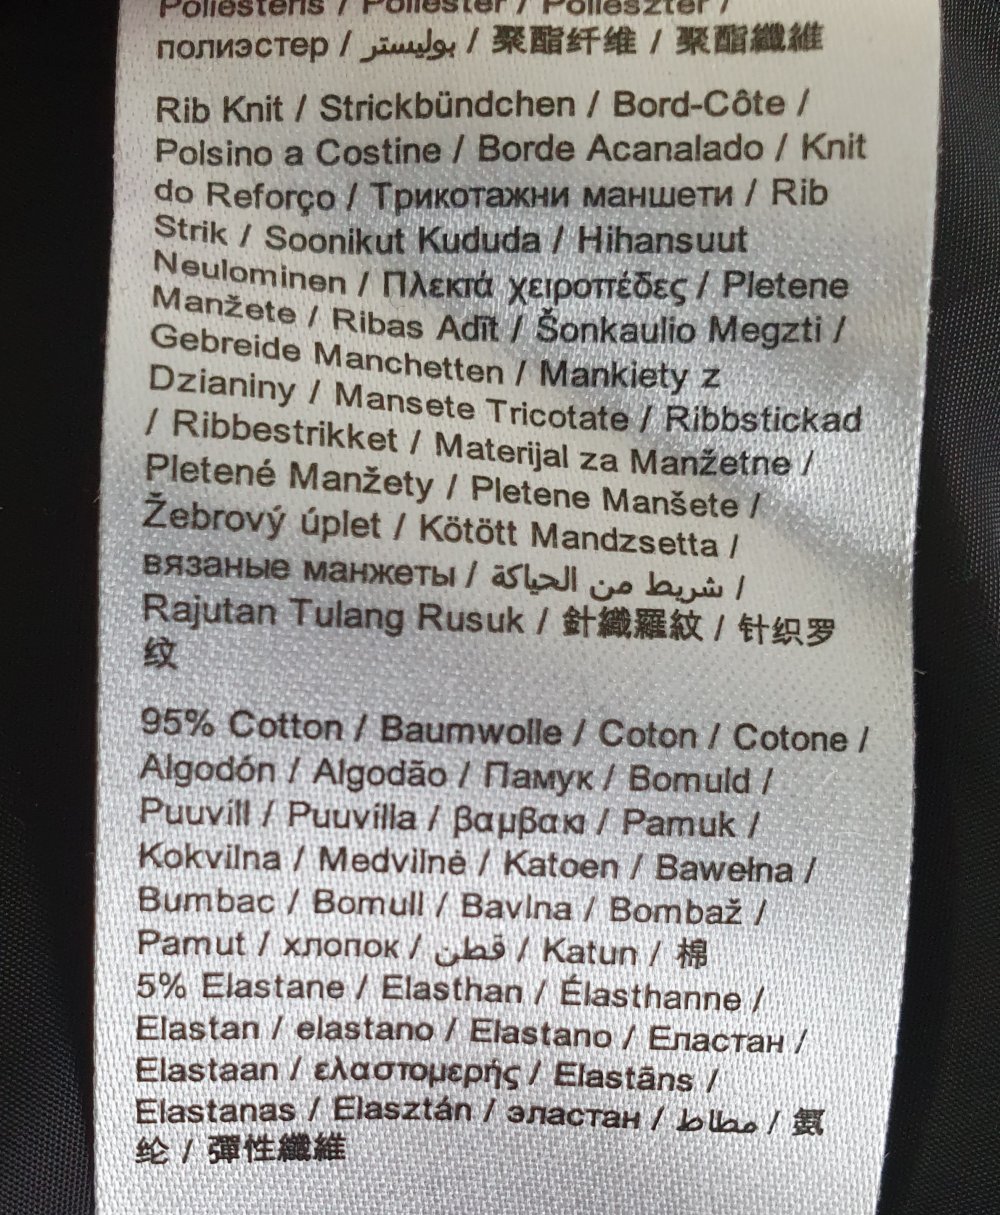 Poliesteris / Poliester / Poliészter /
полиэстер / بوليستر / 聚酯纤维 / 聚酯纖維
Rib Knit / Strickbündchen / Bord-Côte /
Polsino a Costine / Borde Acanalado / Knit
do Reforço / Трикотажни маншети / Rib
Strik / Soonikut Kududa / Hihansuut
Neulominen / Πλεκτά χειροπέδες / Pletene
Manžete / Ribas Adīt / Šonkaulio Megzti /
Gebreide Manchetten / Mankiety z
Dzianiny / Mansete Tricotate / Ribbstickad
/ Ribbestrikket / Materijal za Manžetne /
Pletené Manžety / Pletene Manšete /
Žebrový úplet / Kötött Mandzsetta /
вязаные манжеты / شريط من الحياكة /
Rajutan Tulang Rusuk / 針織羅紋 / 针织罗
纹
95% Cotton / Baumwolle / Coton / Cotone /
Algodón / Algodão / Памук / Bomuld /
Puuvill / Puuvilla / βαμβακι / Pamuk /
Kokvilna / Medvilnė / Katoen / Bawełna /
Bumbac / Bomull / Bavlna / Bombaž /
Pamut / хлопок / قطن / Katun / 棉
5% Elastane / Elasthan / Élasthanne /
Elastan / elastano / Elastano / Еластан /
Elastaan / ελαστομερής / Elastāns /
Elastanas / Elasztán / эластан / مطاط / 氨
纶 / 彈性纖維